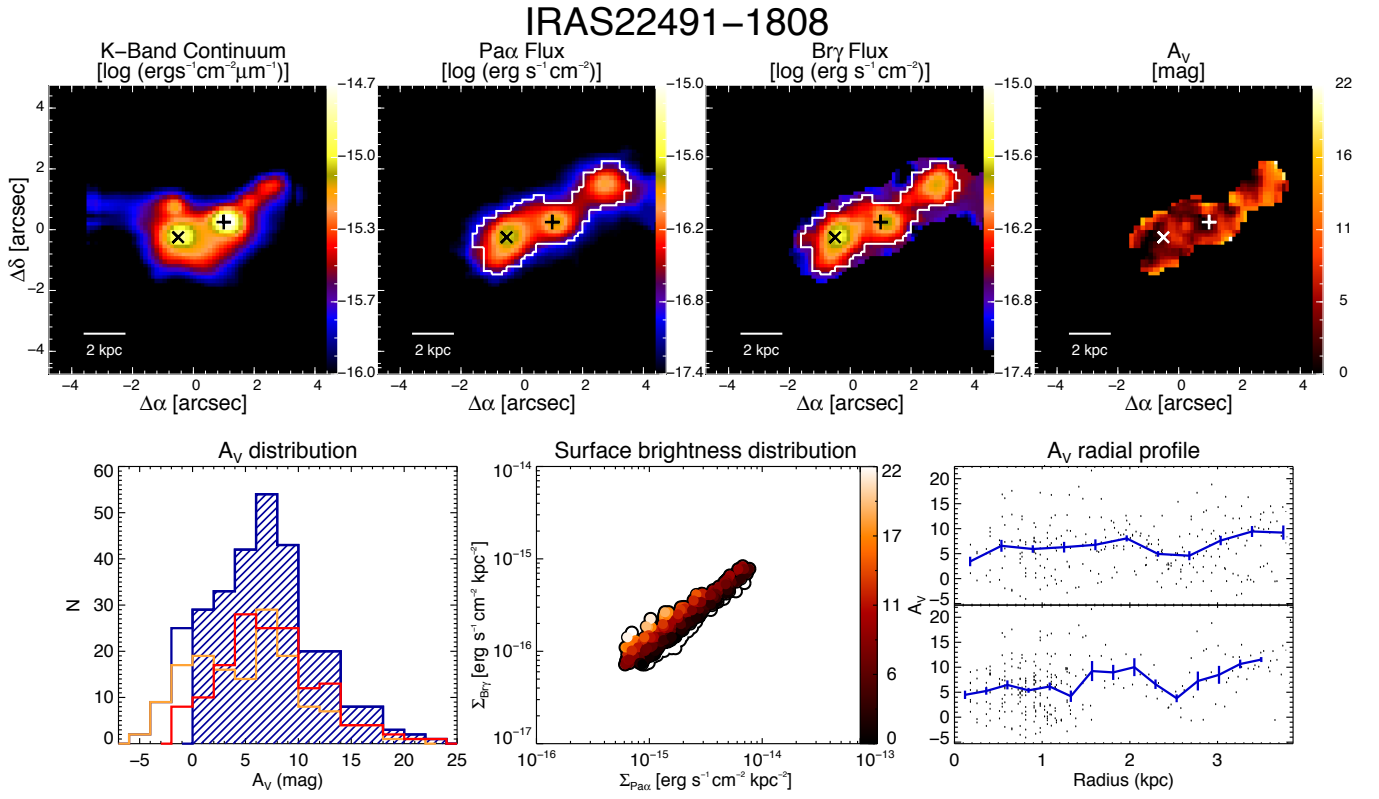 IRAS22491−1808
K−Band Continuum Paα Flux Brγ Flux A_V
[log (ergs⁻¹cm⁻²μm⁻¹)] [log (erg s⁻¹cm⁻²)] [log (erg s⁻¹cm⁻²)] [mag]
−14.7 −15.0 −15.0 22
4
−15.0 −15.6 −15.6 16
2
Δδ [arcsec]
0 −15.3 −16.2 −16.2 11
−2 −15.7 −16.8 −16.8 5
2 kpc 2 kpc 2 kpc 2 kpc
−4 −16.0 −17.4 −17.4 0
−4 −2 0 2 4 −4 −2 0 2 4 −4 −2 0 2 4 −4 −2 0 2 4
Δα [arcsec] Δα [arcsec] Δα [arcsec] Δα [arcsec]
A_V distribution
60
50
40
N
30
20
10
0
−5 0 5 10 15 20 25
A_V (mag)
Surface brightness distribution
10⁻¹⁴
10⁻¹⁵
Σ_Brγ [erg s⁻¹ cm⁻² kpc⁻²]
10⁻¹⁶
10⁻¹⁷
22
17
11
6
0
10⁻¹⁶ 10⁻¹⁵ 10⁻¹⁴ 10⁻¹³
Σ_Paα [erg s⁻¹ cm⁻² kpc⁻²]
A_V radial profile
20
15
10
5
0
−5
A_V
20
15
10
5
0
−5
0 1 2 3
Radius (kpc)